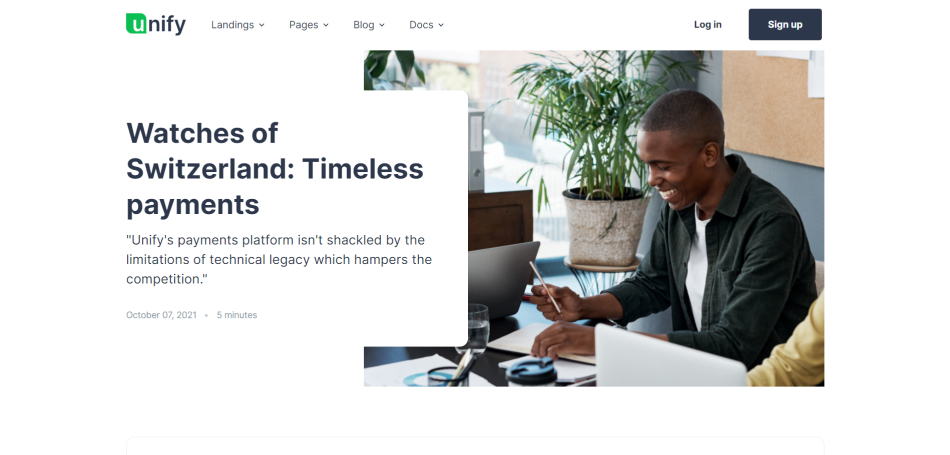 unify
Landings
Pages
Blog
Docs
Log in
Sign up
Watches of
Switzerland: Timeless
payments
"Unify's payments platform isn't shackled by the
limitations of technical legacy which hampers the
competition."
October 07, 2021 • 5 minutes